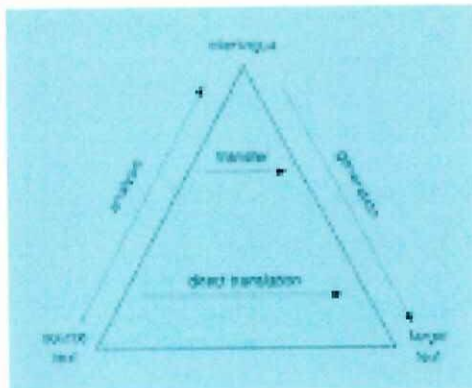 interlingua
transfer
analysis
generation
direct translation
source
text
target
text